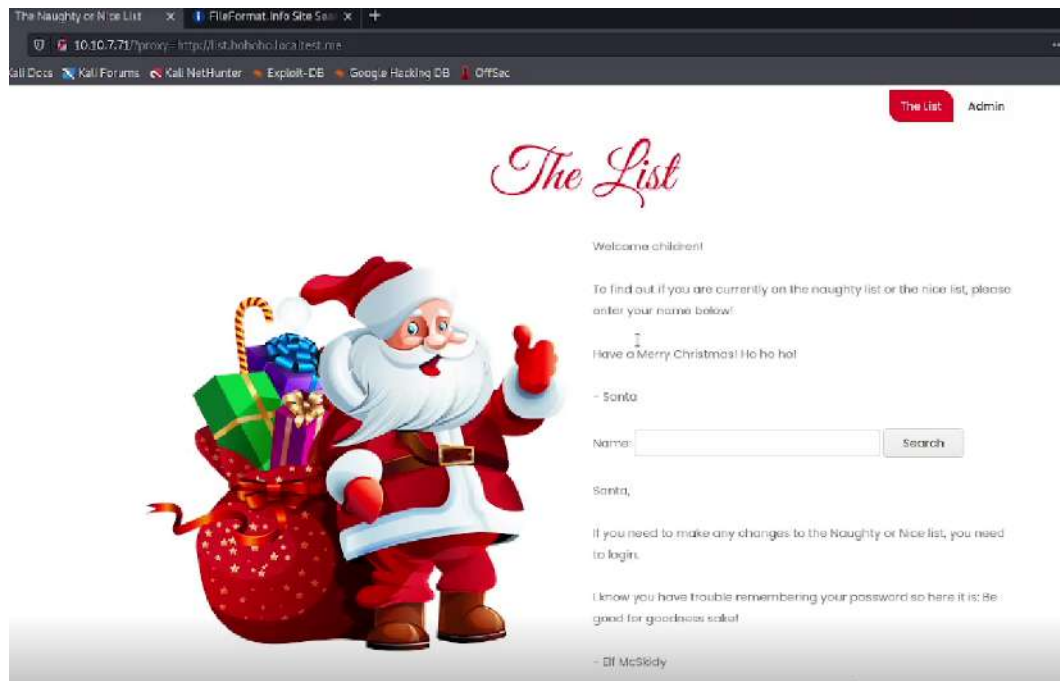 The Naughty or Nice List
FileFormat.Info Site Sea
10.10.7.71/?proxy=http://list.hohoho.localtest.me
Kali Docs Kali Forums Kali NetHunter Exploit-DB Google Hacking DB OffSec
The List Admin
The List
Welcome children!
To find out if you are currently on the naughty list or the nice list, please
enter your name below!
Have a Merry Christmas! Ho ho ho!
- Santa
Name: Search
Santa,
If you need to make any changes to the Naughty or Nice list, you need
to login.
I know you have trouble remembering your password so here it is: Be
good for goodness sake!
- Elf McSkidy